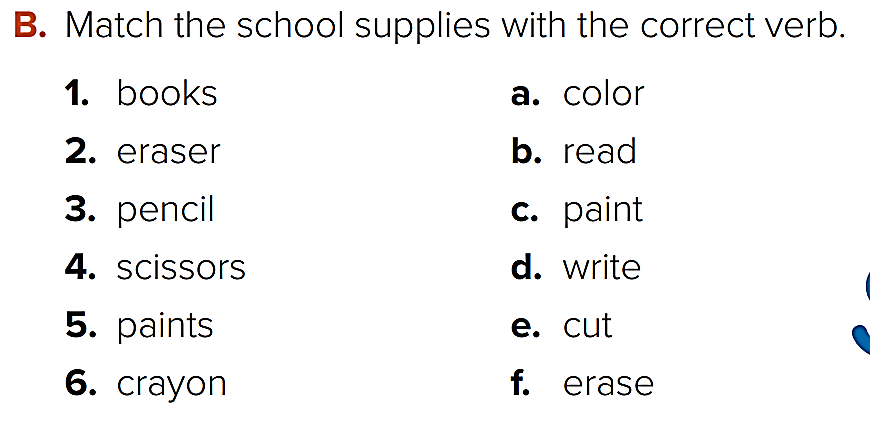 B. Match the school supplies with the correct verb.
1. books a. color
2. eraser b. read
3. pencil c. paint
4. scissors d. write
5. paints e. cut
6. crayon f. erase